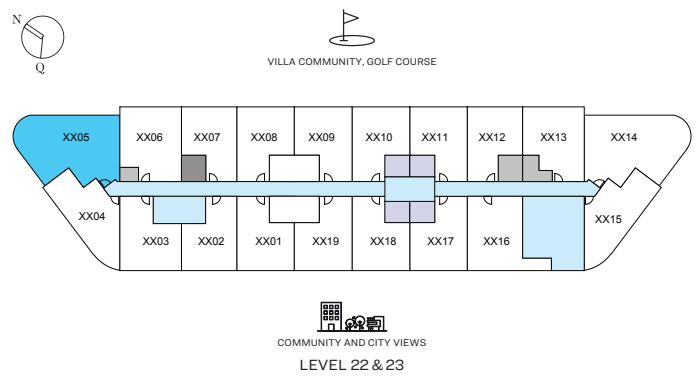 N
Q
VILLA COMMUNITY, GOLF COURSE
XX05 XX06 XX07 XX08 XX09 XX10 XX11 XX12 XX13 XX14
XX04 XX03 XX02 XX01 XX19 XX18 XX17 XX16 XX15
COMMUNITY AND CITY VIEWS
LEVEL 22 & 23